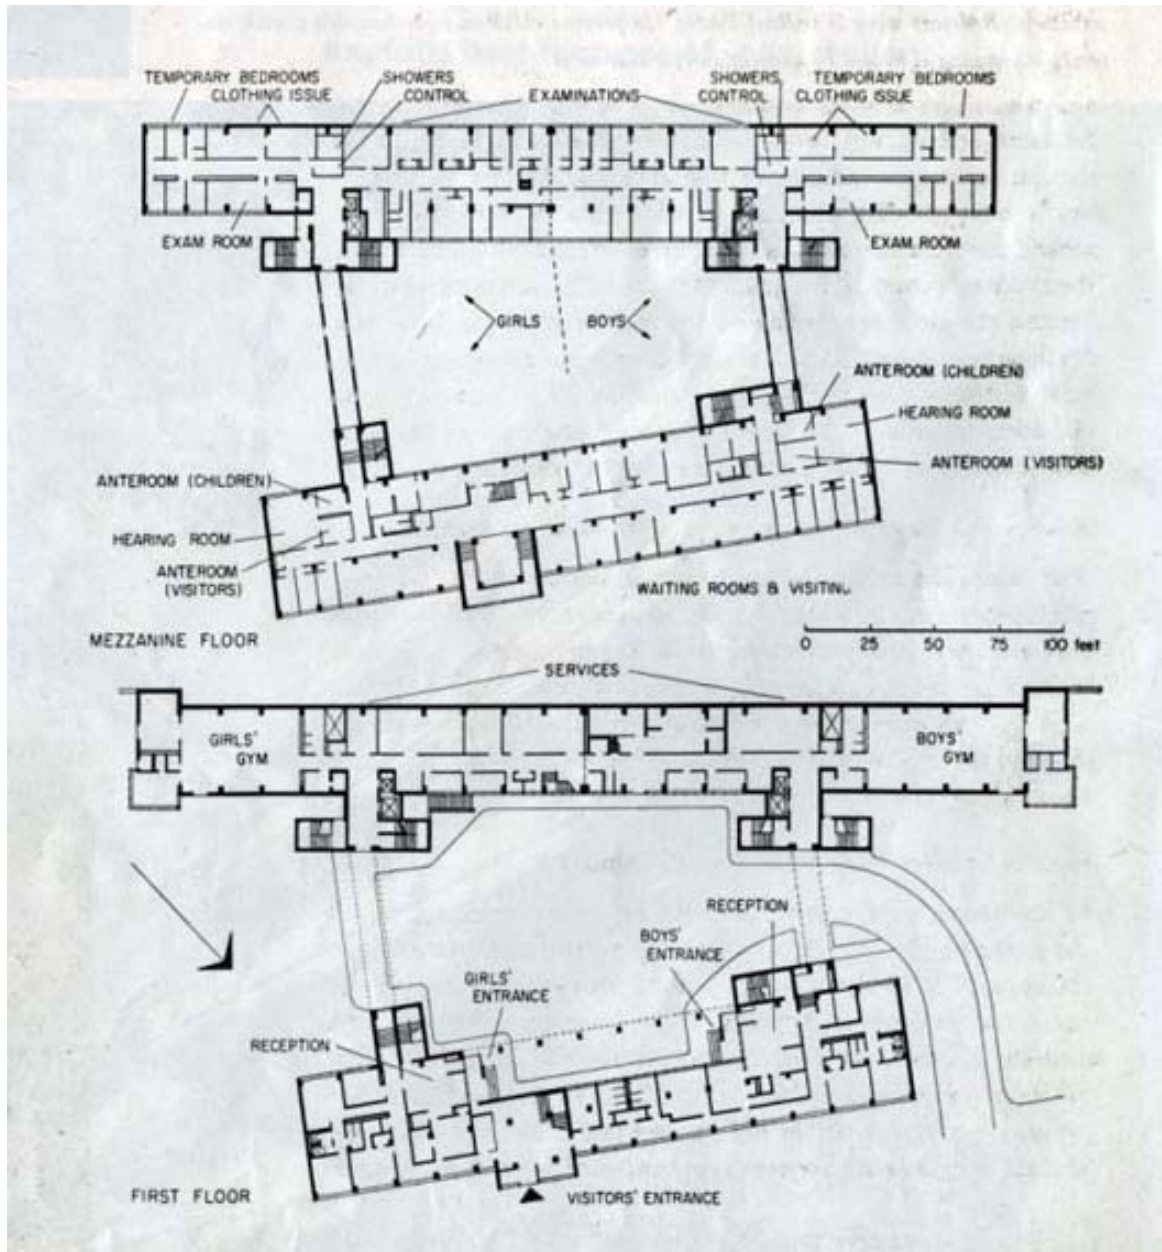 TEMPORARY BEDROOMS
CLOTHING ISSUE
SHOWERS
CONTROL
EXAMINATIONS
SHOWERS
CONTROL
TEMPORARY BEDROOMS
CLOTHING ISSUE
EXAM ROOM
EXAM ROOM
GIRLS
BOYS
ANTEROOM (CHILDREN)
HEARING ROOM
ANTEROOM (VISITORS)
ANTEROOM (CHILDREN)
HEARING ROOM
ANTEROOM
(VISITORS)
WAITING ROOMS & VISITING
MEZZANINE FLOOR
0 25 50 75 100 feet
SERVICES
GIRLS'
GYM
BOYS'
GYM
RECEPTION
BOYS'
ENTRANCE
GIRLS'
ENTRANCE
RECEPTION
FIRST FLOOR
VISITORS' ENTRANCE